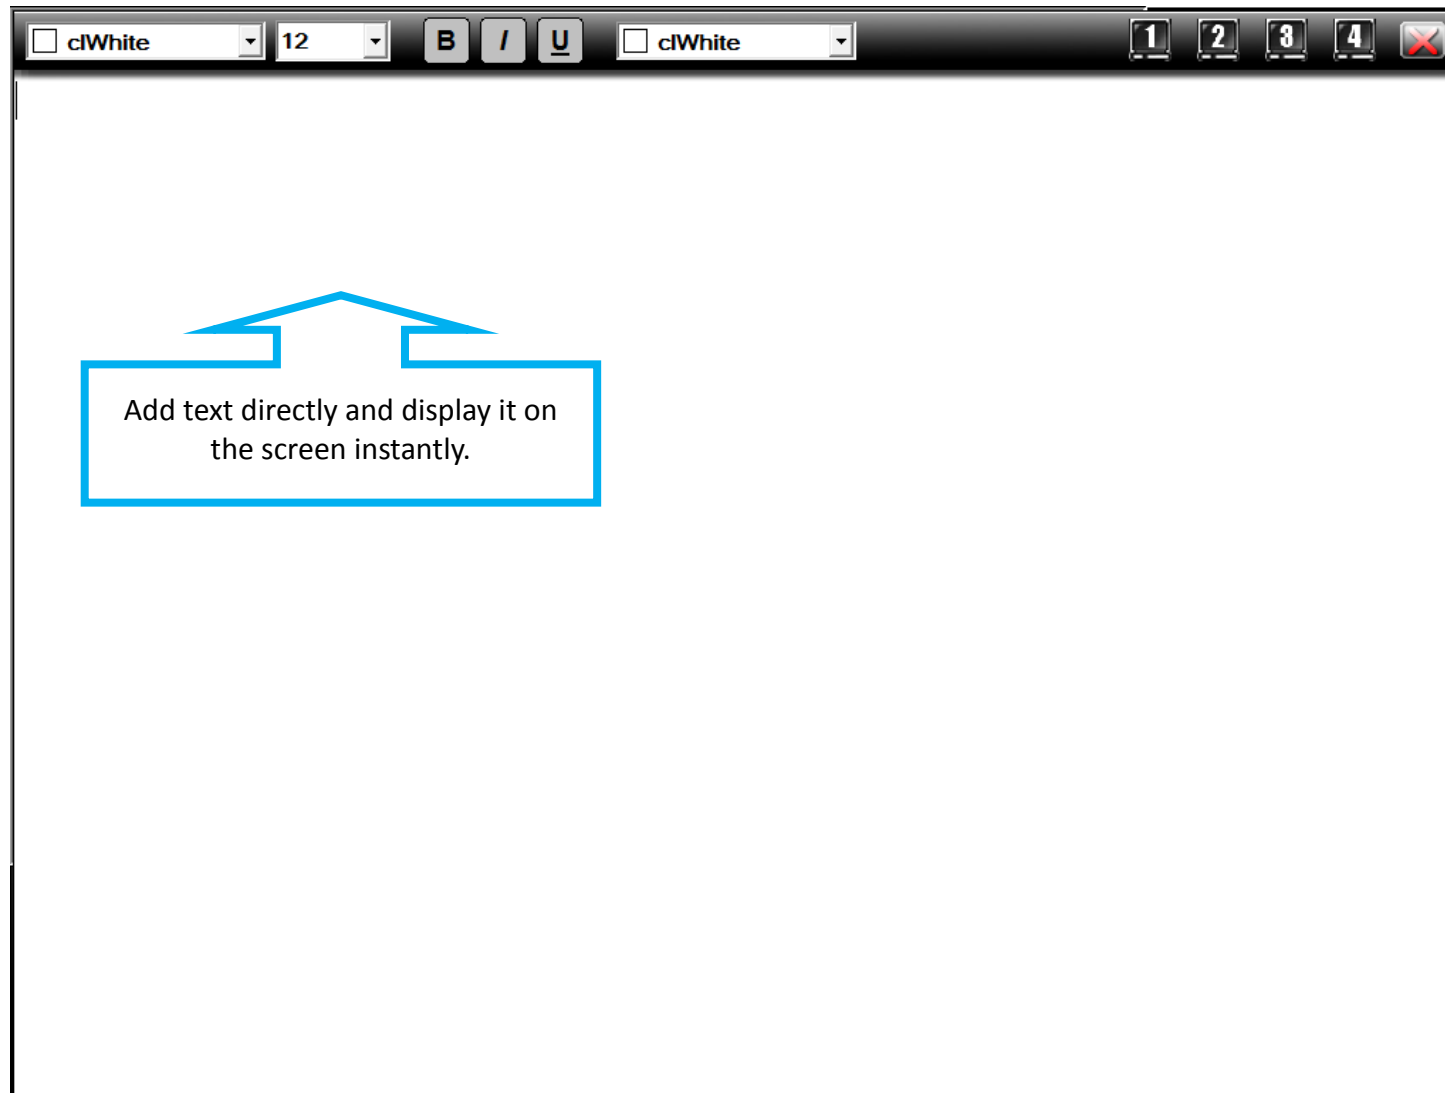 clWhite 12 B I U clWhite 1 2 3 4
Add text directly and display it on
the screen instantly.